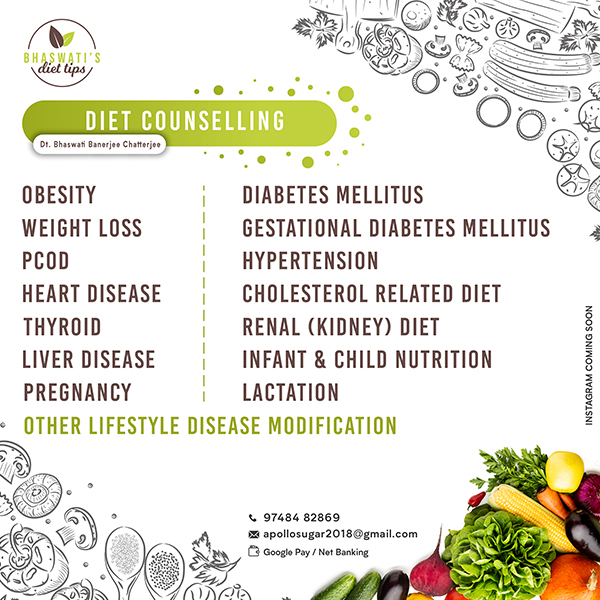 BHASWATI'S
diet tips
DIET COUNSELLING
Dt. Bhaswati Banerjee Chatterjee
OBESITY
WEIGHT LOSS
PCOD
HEART DISEASE
THYROID
LIVER DISEASE
PREGNANCY
DIABETES MELLITUS
GESTATIONAL DIABETES MELLITUS
HYPERTENSION
CHOLESTEROL RELATED DIET
RENAL (KIDNEY) DIET
INFANT & CHILD NUTRITION
LACTATION
OTHER LIFESTYLE DISEASE MODIFICATION
INSTAGRAM COMING SOON
97484 82869
apollosugar2018@gmail.com
Google Pay / Net Banking